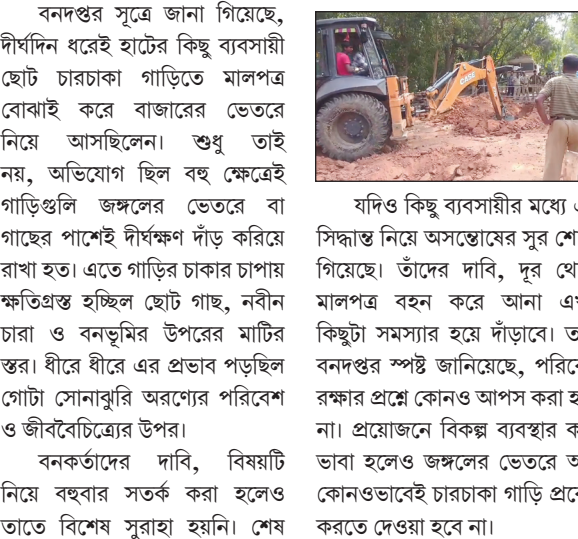 বনদপ্তর সূত্রে জানা গিয়েছে,
দীর্ঘদিন ধরেই হাটের কিছু ব্যবসায়ী
ছোট চারচাকা গাড়িতে মালপত্র
বোঝাই করে বাজারের ভেতরে
নিয়ে আসছিলেন। শুধু তাই
নয়, অভিযোগ ছিল বহু ক্ষেত্রেই
গাড়িগুলি জঙ্গলের ভেতরে বা
গাছের পাশেই দীর্ঘক্ষণ দাঁড় করিয়ে
রাখা হত। এতে গাড়ির চাকার চাপায়
ক্ষতিগ্রস্ত হচ্ছিল ছোট গাছ, নবীন
চারা ও বনভূমির উপরের মাটির
স্তর। ধীরে ধীরে এর প্রভাব পড়ছিল
গোটা সোনাঝুরি অরণ্যের পরিবেশ
ও জীববৈচিত্র্যের উপর।
বনকর্তাদের দাবি, বিষয়টি
নিয়ে বহুবার সতর্ক করা হলেও
তাতে বিশেষ সুরাহা হয়নি। শেষ
CASE
যদিও কিছু ব্যবসায়ীর মধ্যে
সিদ্ধান্ত নিয়ে অসন্তোষের সুর
গিয়েছে। তাঁদের দাবি, দূর
মালপত্র বহন করে আনা
কিছুটা সমস্যার হয়ে দাঁড়াবে।
বনদপ্তর স্পষ্ট জানিয়েছে,
রক্ষার প্রশ্নে কোনও আপস করা
না। প্রয়োজনে বিকল্প ব্যবস্থার
ভাবা হলেও জঙ্গলের ভেতরে
কোনওভাবেই চারচাকা গাড়ি
করতে দেওয়া হবে না।